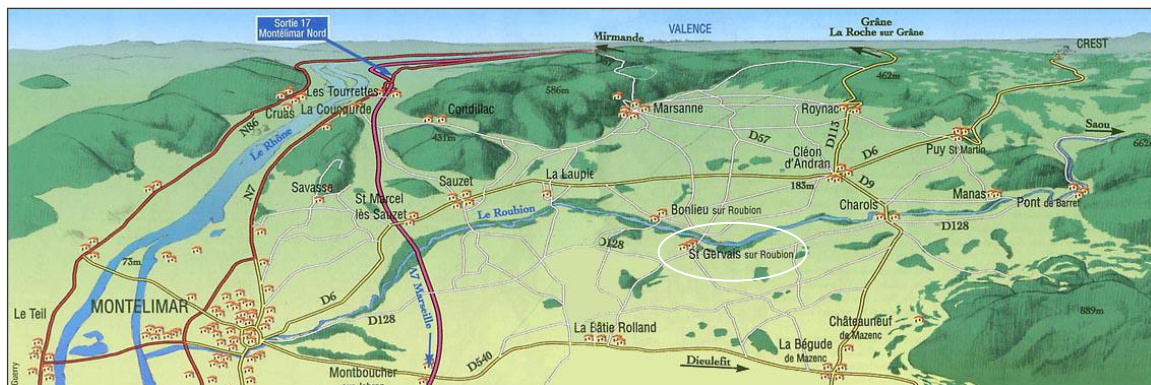 Sortie 17
Montélimar Nord
Mirmande
VALENCE
Grâne
La Roche sur Grâne
CREST
D57
462m
Les Tourrettes
586m
Cruas
La Coucourde
Condillac
Marsanne
Roynac
N86
Le Rhône
431m
D57
D113
Saou
662m
Cléon
d'Andran
D6
Puy St Martin
N7
Savasse
St Marcel
lès Sauzet
Sauzet
La Laupie
183m
D9
Manas
Pont de Barret
Le Roubion
Bonlieu sur Roubion
Charols
D128
D128
St Gervais sur Roubion
73m
A7 Marseille
MONTELIMAR
D6
Le Teil
D128
La Bâtie Rolland
Châteauneuf
de Mazenc
889m
La Bégude
de Mazenc
D540
Dieulefit
Montboucher
Guerry